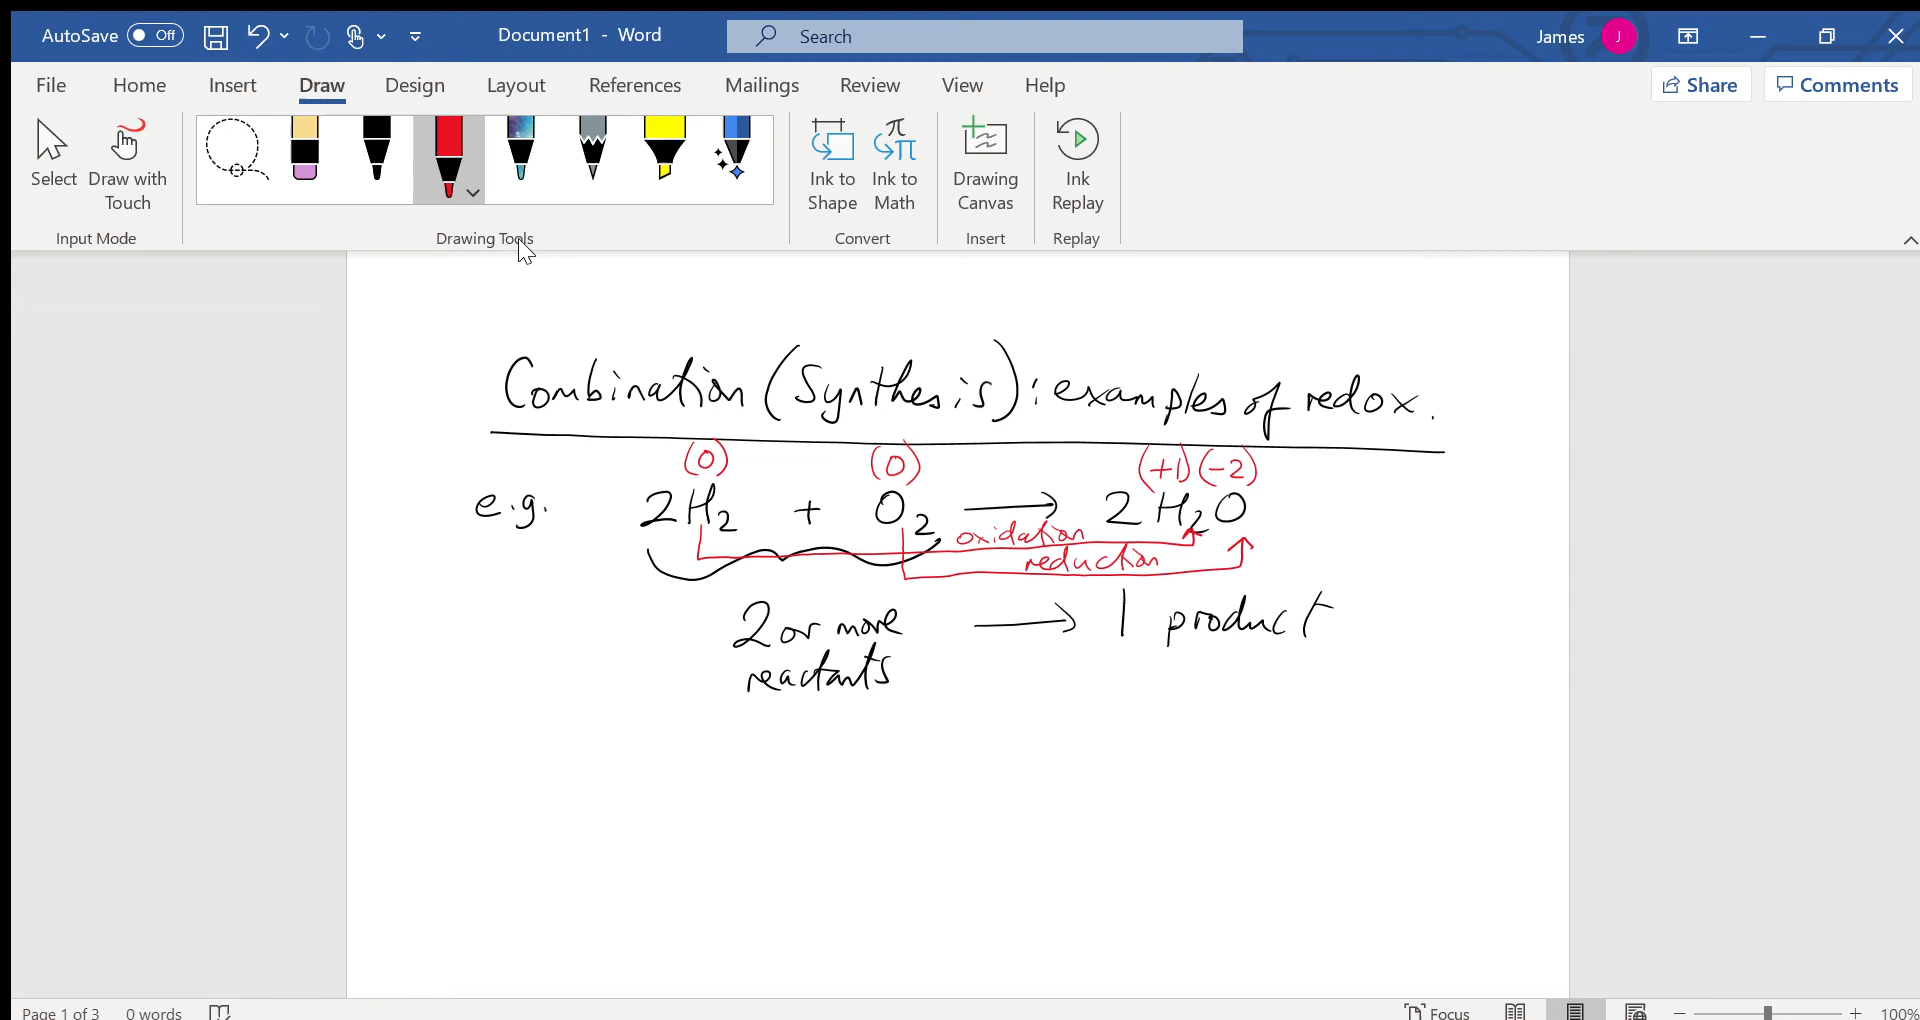 AutoSave Off Document1 - Word Search James J
File Home Insert Draw Design Layout References Mailings Review View Help Share Comments
Select Draw with Touch
Ink to Shape Ink to Math Drawing Canvas Ink Replay
Input Mode Drawing Tools Convert Insert Replay
Combination (Synthesis): examples of redox.
(0) (0) (+1) (-2)
e.g. 2H₂ + O₂ → 2H₂O
oxidation
reduction
2 or more → 1 product
reactants
Page 1 of 3 0 words Focus 100%